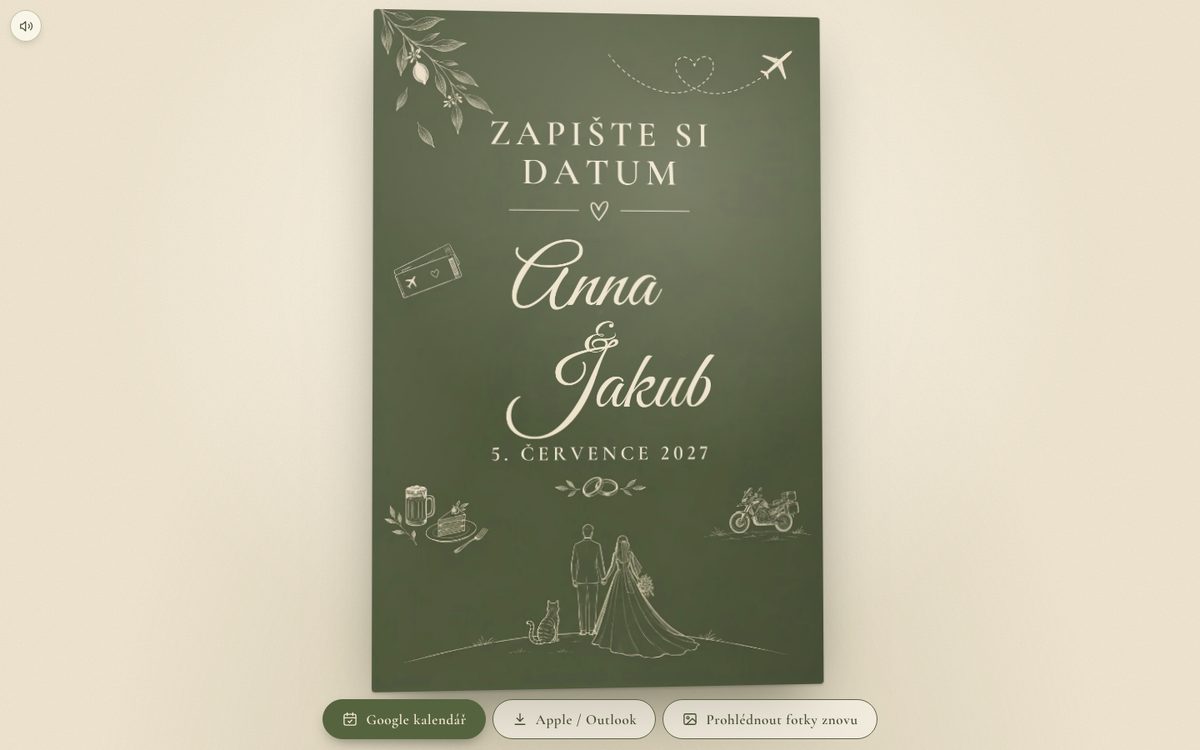 ZAPIŠTE SI
DATUM
Anna
&
Jakub
5. ČERVENCE 2027
Google kalendář
Apple / Outlook
Prohlédnout fotky znovu